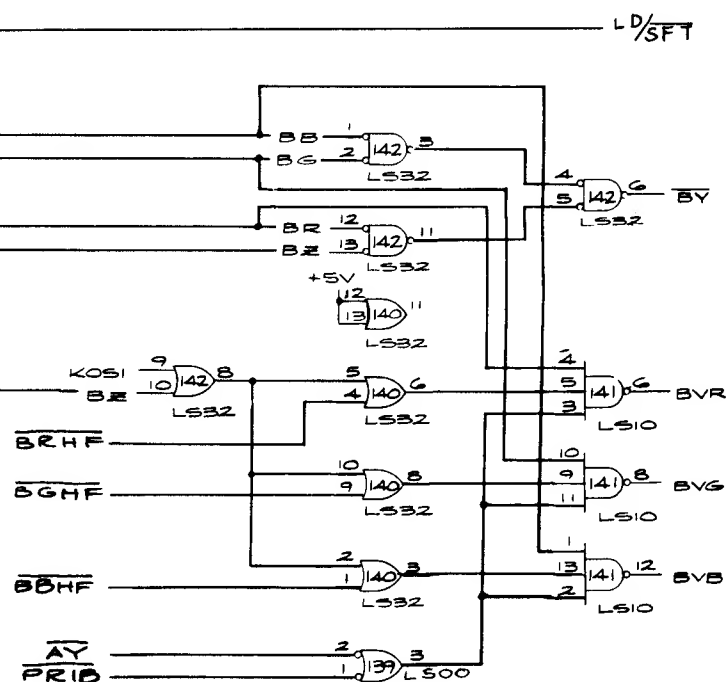 LD/SFT
BB 1 142 3
BG 2
LS32
4 142 6 BY
5
LS32
BR 12 142 11
BZ 13
LS32
+5V
12 11
13 140
LS32
KOS1 9 142 8
BZ 10
LS32
5 140 6
4
LS32
4
5 141 6 BVR
3
LS10
BRHF
10 140 8
9
LS32
BGHF
10
9 141 8 BVG
11
LS10
2 140 3
1
LS32
BBHF
1
13 141 12 BVB
2
LS10
AY 2 139 3
PRIB 1
LS00